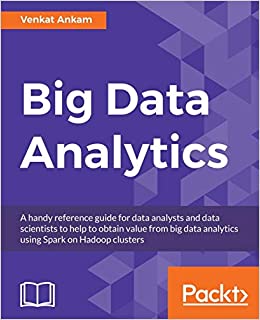 Venkat Ankam
Big Data
Analytics
A handy reference guide for data analysts and data
scientists to help to obtain value from big data analytics
using Spark on Hadoop clusters
Packt>